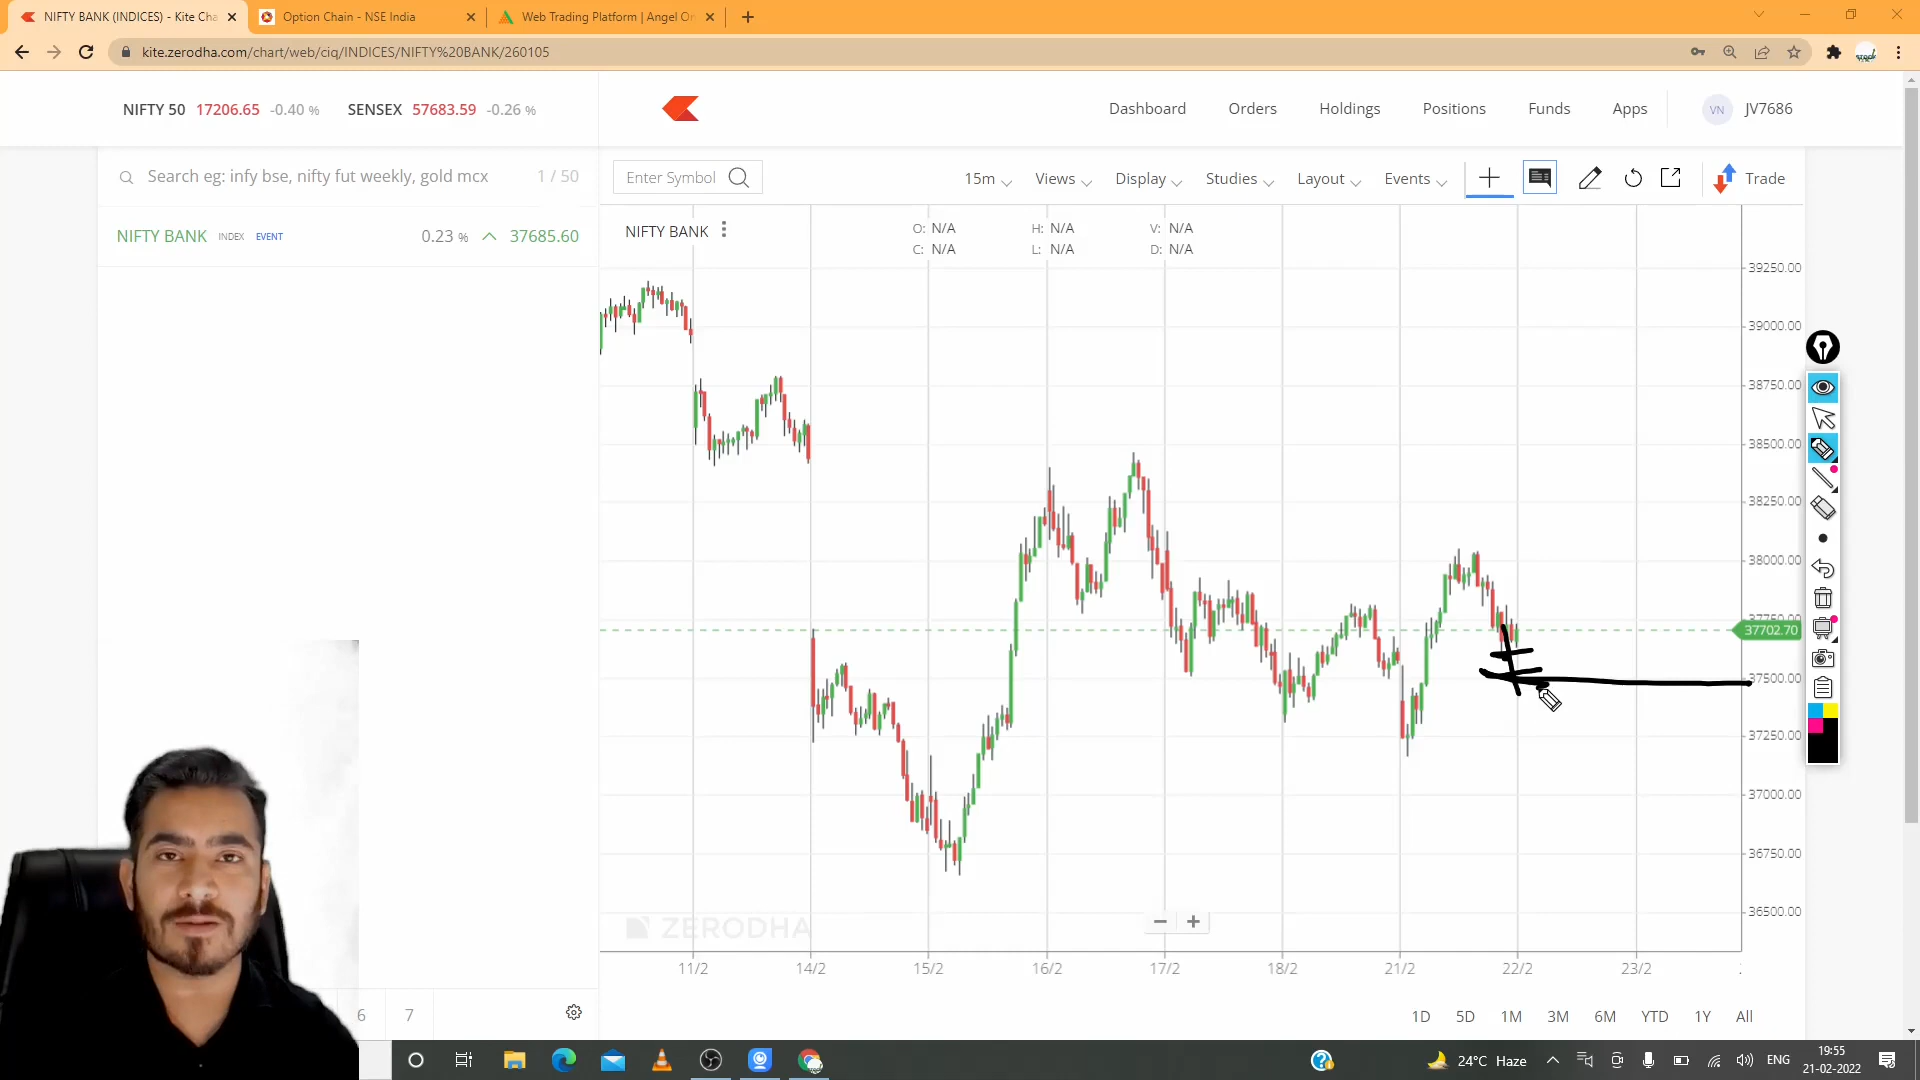 NIFTY BANK (INDICES) - Kite Cha
Option Chain - NSE India
Web Trading Platform | Angel On
kite.zerodha.com/chart/web/ciq/INDICES/NIFTY%20BANK/260105
NIFTY 50 17206.65 -0.40 % SENSEX 57683.59 -0.26 %
Dashboard Orders Holdings Positions Funds Apps VN JV7686
Search eg: infy bse, nifty fut weekly, gold mcx 1 / 50
Enter Symbol 15m Views Display Studies Layout Events Trade
NIFTY BANK INDEX EVENT 0.23 % 37685.60
NIFTY BANK O: N/A H: N/A V: N/A
C: N/A L: N/A D: N/A
39250.00
39000.00
38750.00
38500.00
38250.00
38000.00
37702.70
37500.00
37250.00
37000.00
36750.00
36500.00
ZERODHA
11/2 14/2 15/2 16/2 17/2 18/2 21/2 22/2 23/2
6 7
1D 5D 1M 3M 6M YTD 1Y All
24°C Haze ENG 19:55
21-02-2022